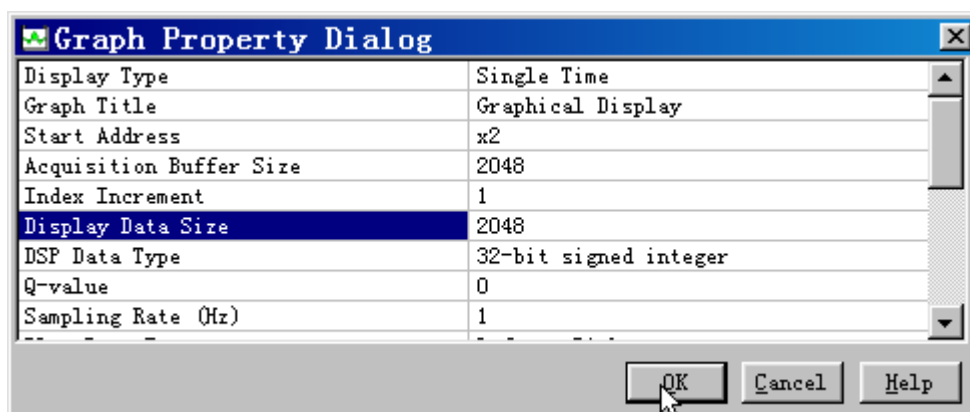 Graph Property Dialog
Display Type Single Time
Graph Title Graphical Display
Start Address x2
Acquisition Buffer Size 2048
Index Increment 1
Display Data Size 2048
DSP Data Type 32-bit signed integer
Q-value 0
Sampling Rate (Hz) 1
OK Cancel Help